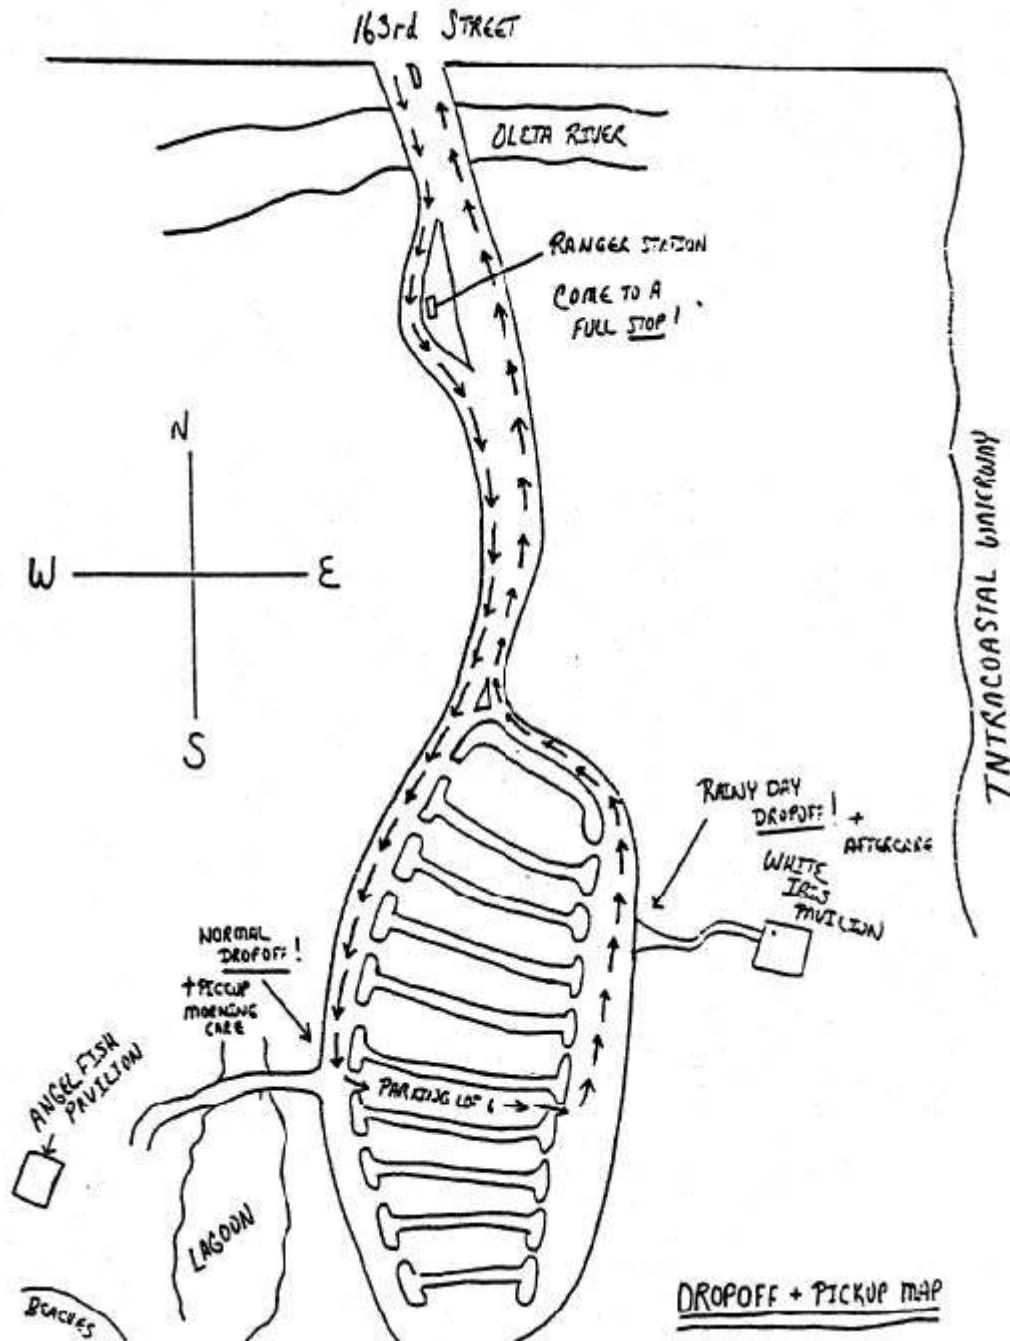 163rd STREET
OLETA RIVER
RANGER STATION
COME TO A
FULL STOP!
N
W
E
S
INTRACOASTAL WATERWAY
RAINY DAY
DROPOFF! +
AFTERCARE
WHITE
IRIS
PAVILION
NORMAL
DROPOFF!
+ PICKUP
MORNING
CARE
ANGELFISH
PAVILION
PARKING LOT
LAGOON
BEACHES
DROPOFF + PICKUP MAP